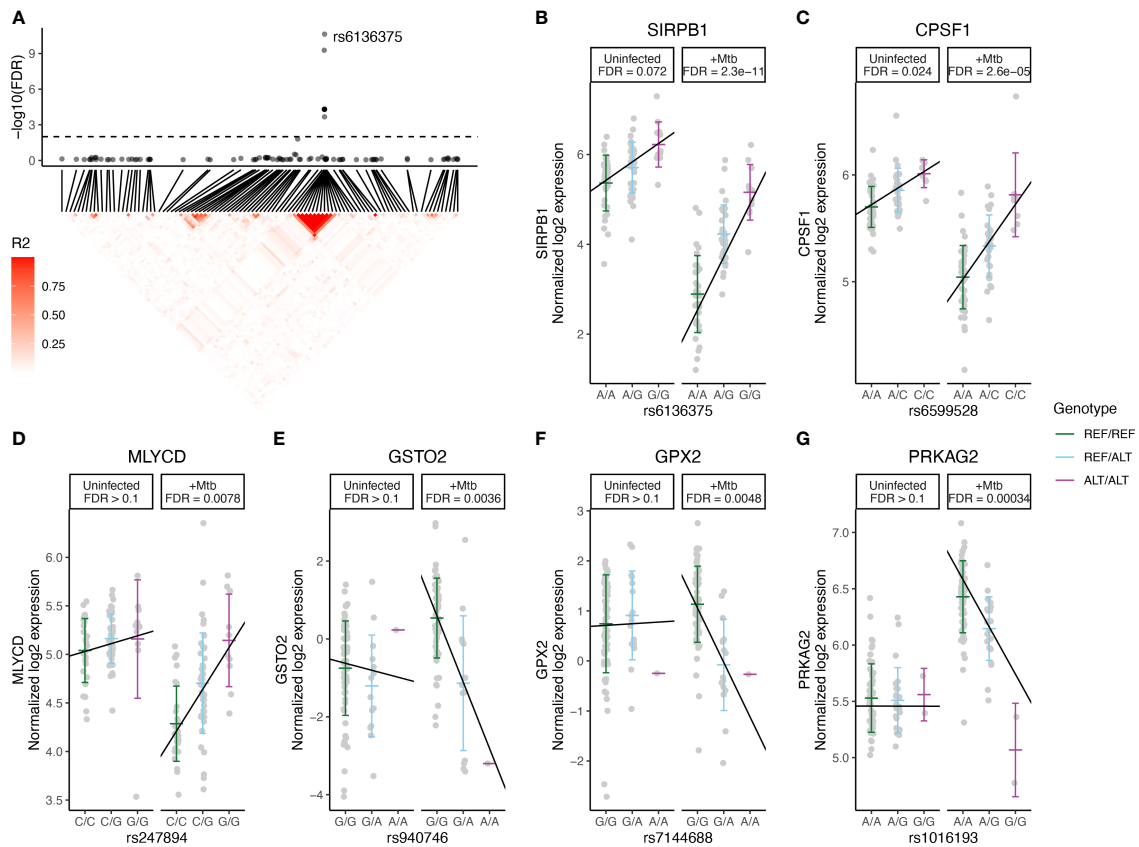 A
B
C
rs6136375
−log10(FDR)
9
6
3
0
R2
0.75
0.50
0.25
SIRPB1
Uninfected
FDR = 0.072
+Mtb
FDR = 2.3e−11
SIRPB1
Normalized log2 expression
6
4
2
A/A A/G G/G A/A A/G G/G
rs6136375
CPSF1
Uninfected
FDR = 0.024
+Mtb
FDR = 2.6e−05
CPSF1
Normalized log2 expression
6
5
A/A A/C C/C A/A A/C C/C
rs6599528
Genotype
REF/REF
REF/ALT
ALT/ALT
D
MLYCD
Uninfected
FDR > 0.1
+Mtb
FDR = 0.0078
MLYCD
Normalized log2 expression
6.0
5.5
5.0
4.5
4.0
3.5
C/C C/G G/G C/C C/G G/G
rs247894
E
GSTO2
Uninfected
FDR > 0.1
+Mtb
FDR = 0.0036
GSTO2
Normalized log2 expression
2
0
−2
−4
G/G G/A A/A G/G G/A A/A
rs940746
F
GPX2
Uninfected
FDR > 0.1
+Mtb
FDR = 0.0048
GPX2
Normalized log2 expression
3
2
1
0
−1
−2
G/G G/A A/A G/G G/A A/A
rs7144688
G
PRKAG2
Uninfected
FDR > 0.1
+Mtb
FDR = 0.00034
PRKAG2
Normalized log2 expression
7.0
6.5
6.0
5.5
5.0
A/A A/G G/G A/A A/G G/G
rs1016193